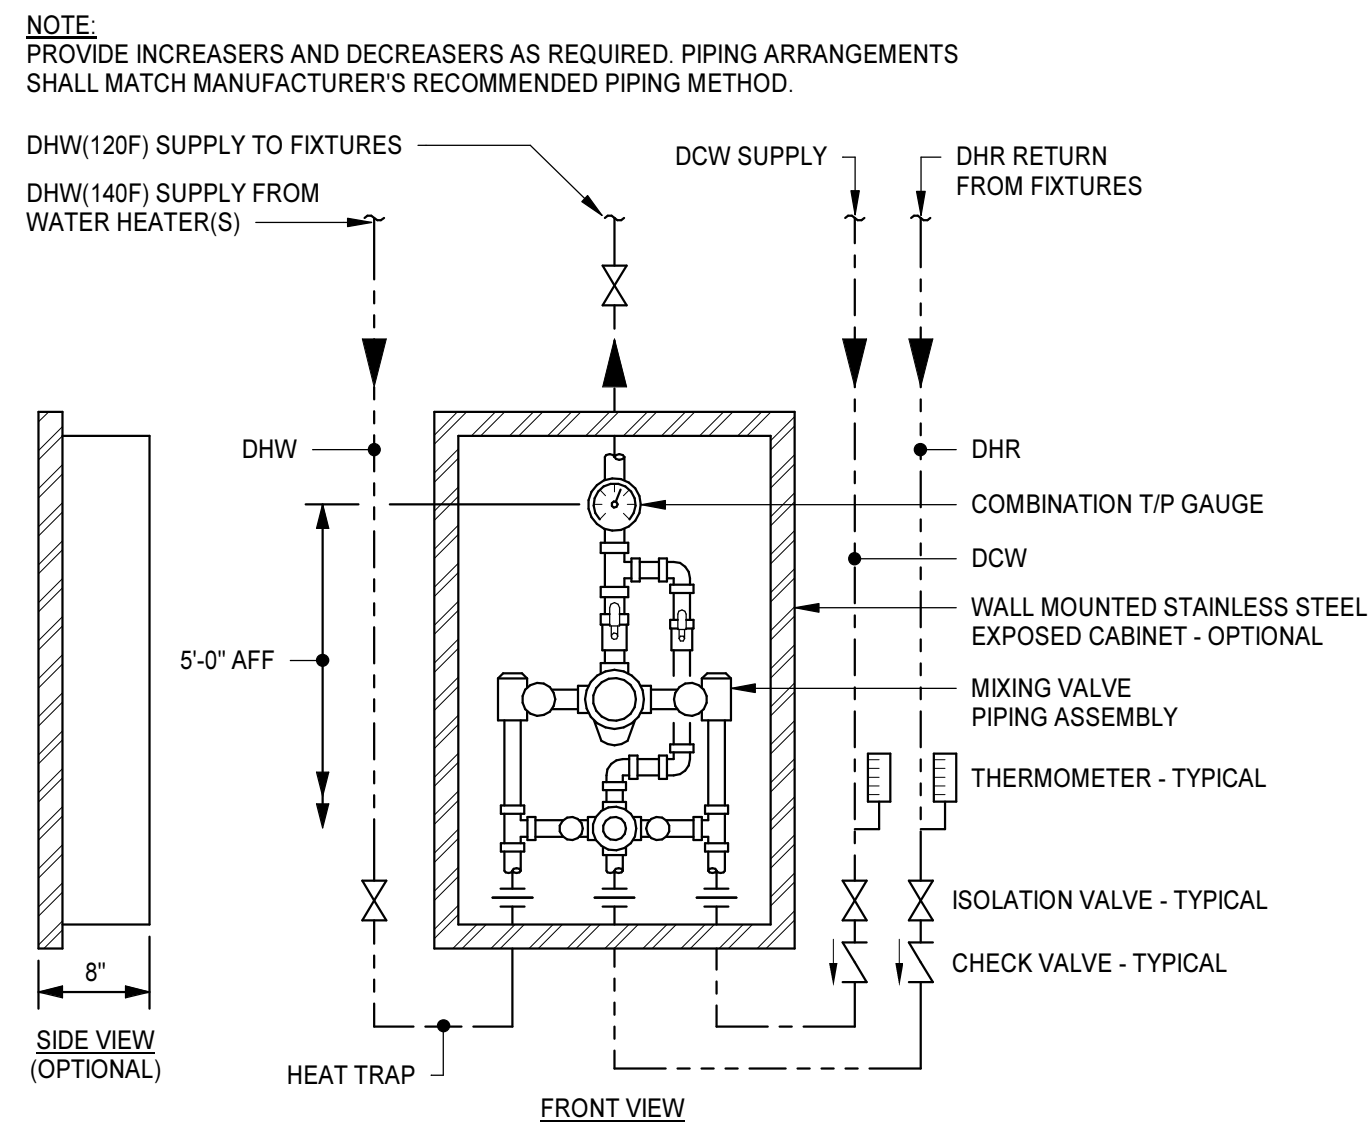 NOTE:
PROVIDE INCREASERS AND DECREASERS AS REQUIRED. PIPING ARRANGEMENTS
SHALL MATCH MANUFACTURER'S RECOMMENDED PIPING METHOD.
DHW(120F) SUPPLY TO FIXTURES
DHW(140F) SUPPLY FROM
WATER HEATER(S)
DCW SUPPLY
DHR RETURN
FROM FIXTURES
DHW
DHR
COMBINATION T/P GAUGE
DCW
WALL MOUNTED STAINLESS STEEL
EXPOSED CABINET - OPTIONAL
5'-0" AFF
MIXING VALVE
PIPING ASSEMBLY
THERMOMETER - TYPICAL
ISOLATION VALVE - TYPICAL
CHECK VALVE - TYPICAL
8"
SIDE VIEW
(OPTIONAL)
HEAT TRAP
FRONT VIEW